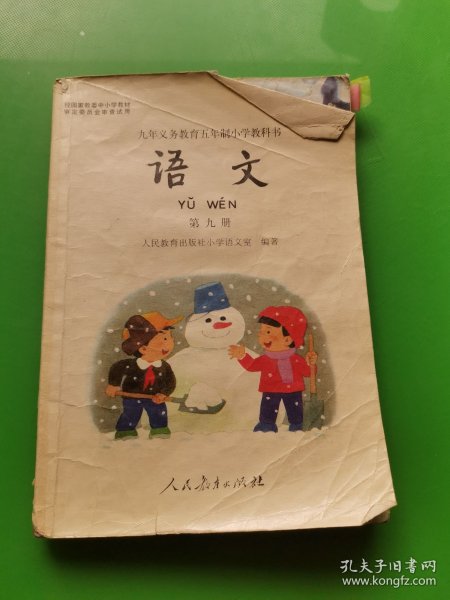 经国家教委中小学教材
审定委员会审查试用
九年义务教育五年制小学教科书
语文
YǓ WÉN
第九册
人民教育出版社小学语文室 编著
人民教育出版社
孔夫子旧书网
www.kongfz.com